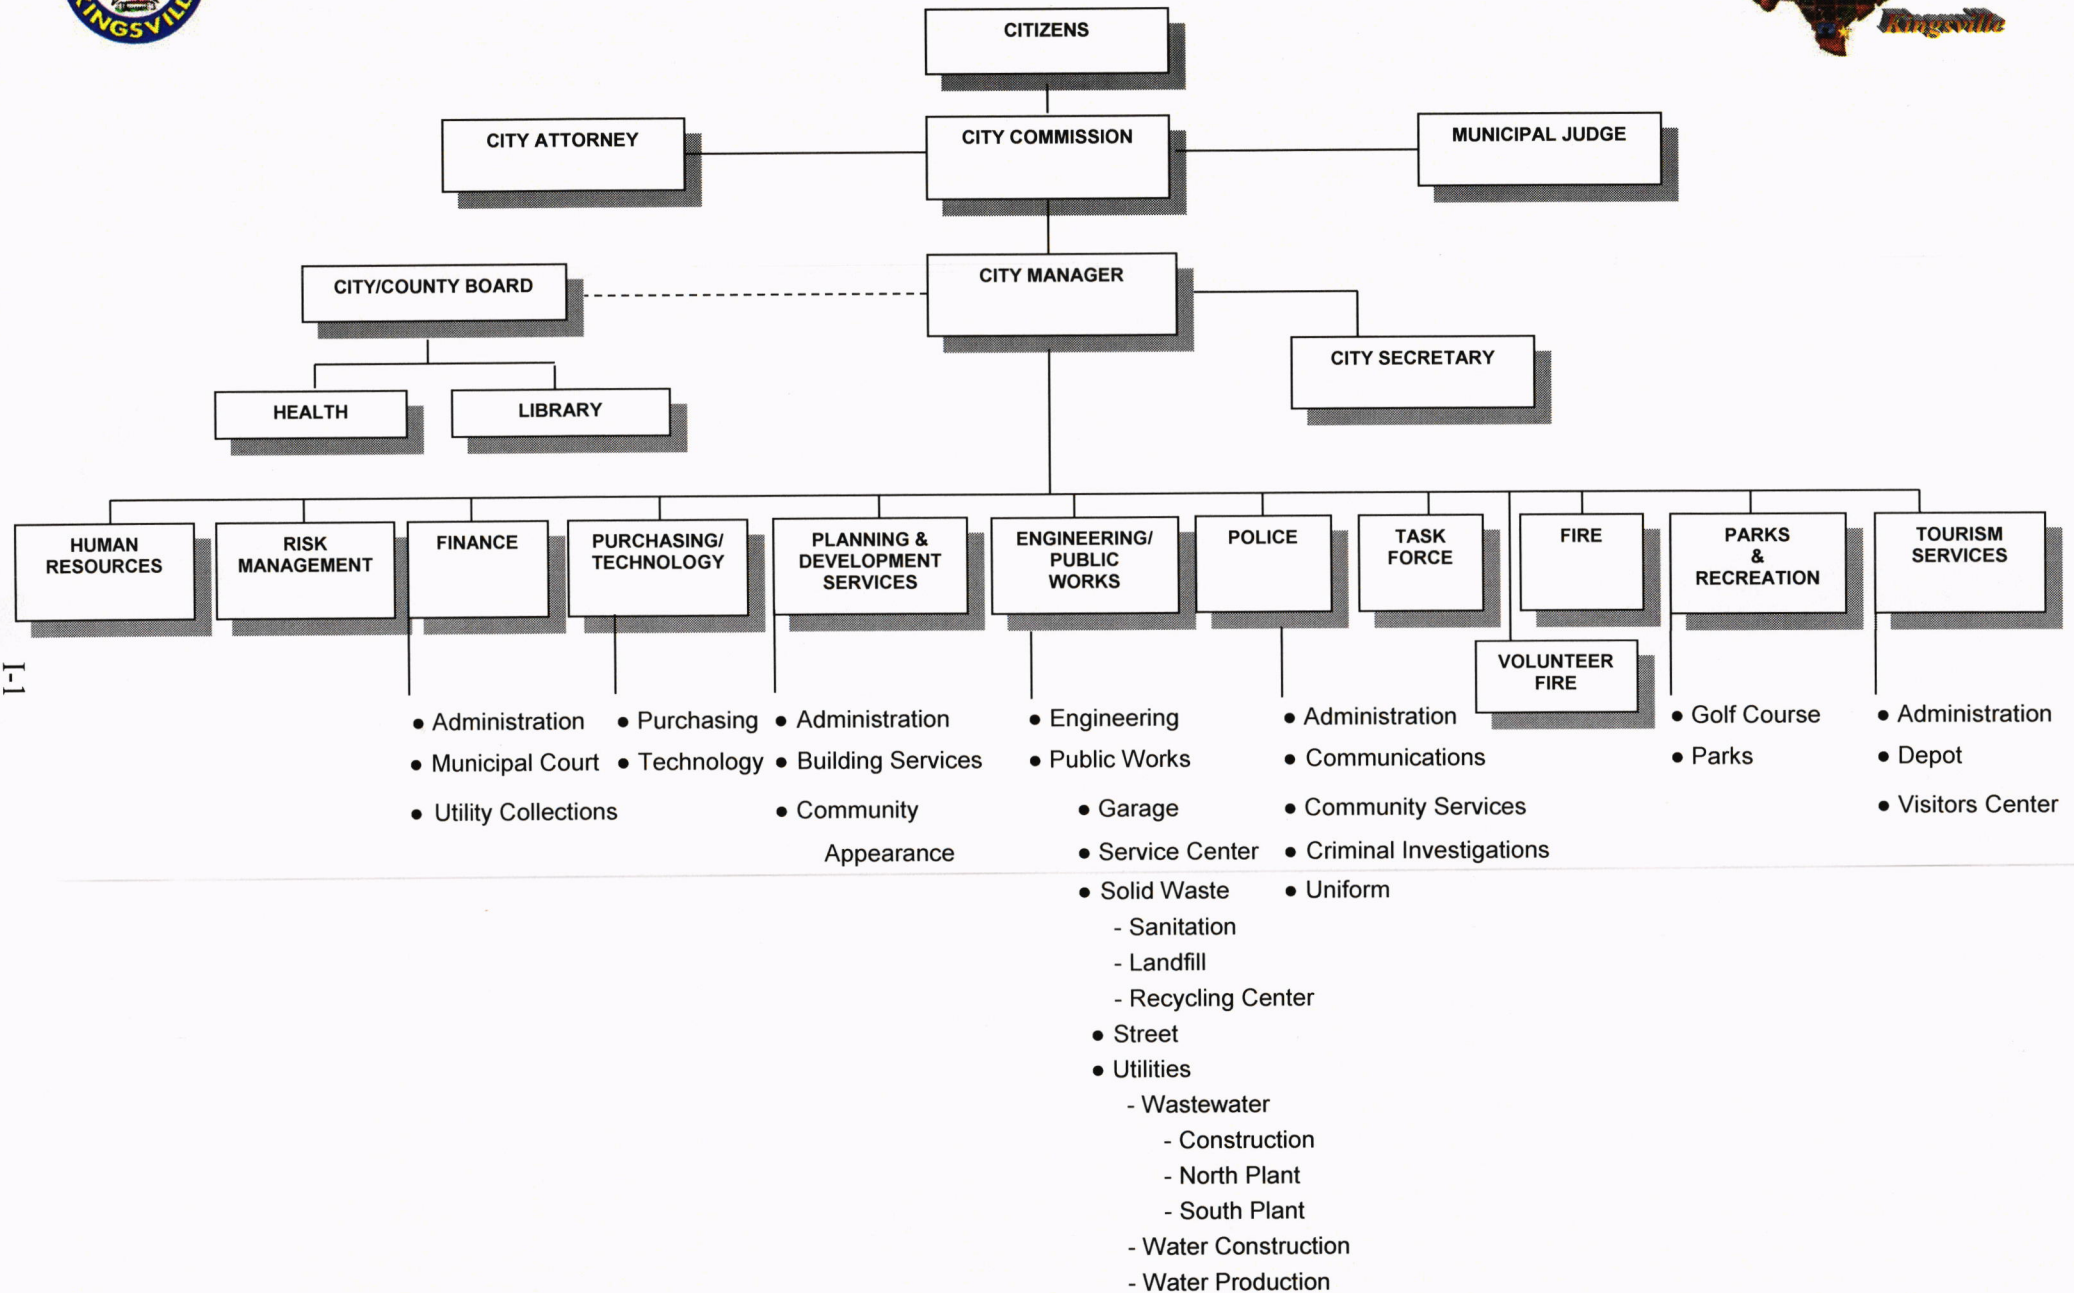 KINGSVILLE
Kingsville
CITIZENS
CITY ATTORNEY
CITY COMMISSION
MUNICIPAL JUDGE
CITY/COUNTY BOARD
CITY MANAGER
CITY SECRETARY
HEALTH
LIBRARY
HUMAN
RESOURCES
RISK
MANAGEMENT
FINANCE
PURCHASING/
TECHNOLOGY
PLANNING &
DEVELOPMENT
SERVICES
ENGINEERING/
PUBLIC
WORKS
POLICE
TASK
FORCE
FIRE
PARKS
&
RECREATION
TOURISM
SERVICES
VOLUNTEER
FIRE
● Administration
● Municipal Court
● Utility Collections
● Purchasing
● Technology
● Administration
● Building Services
● Community
Appearance
● Engineering
● Public Works
● Garage
● Service Center
● Solid Waste
- Sanitation
- Landfill
- Recycling Center
● Street
● Utilities
- Wastewater
- Construction
- North Plant
- South Plant
- Water Construction
- Water Production
● Administration
● Communications
● Community Services
● Criminal Investigations
● Uniform
● Golf Course
● Parks
● Administration
● Depot
● Visitors Center
I-1